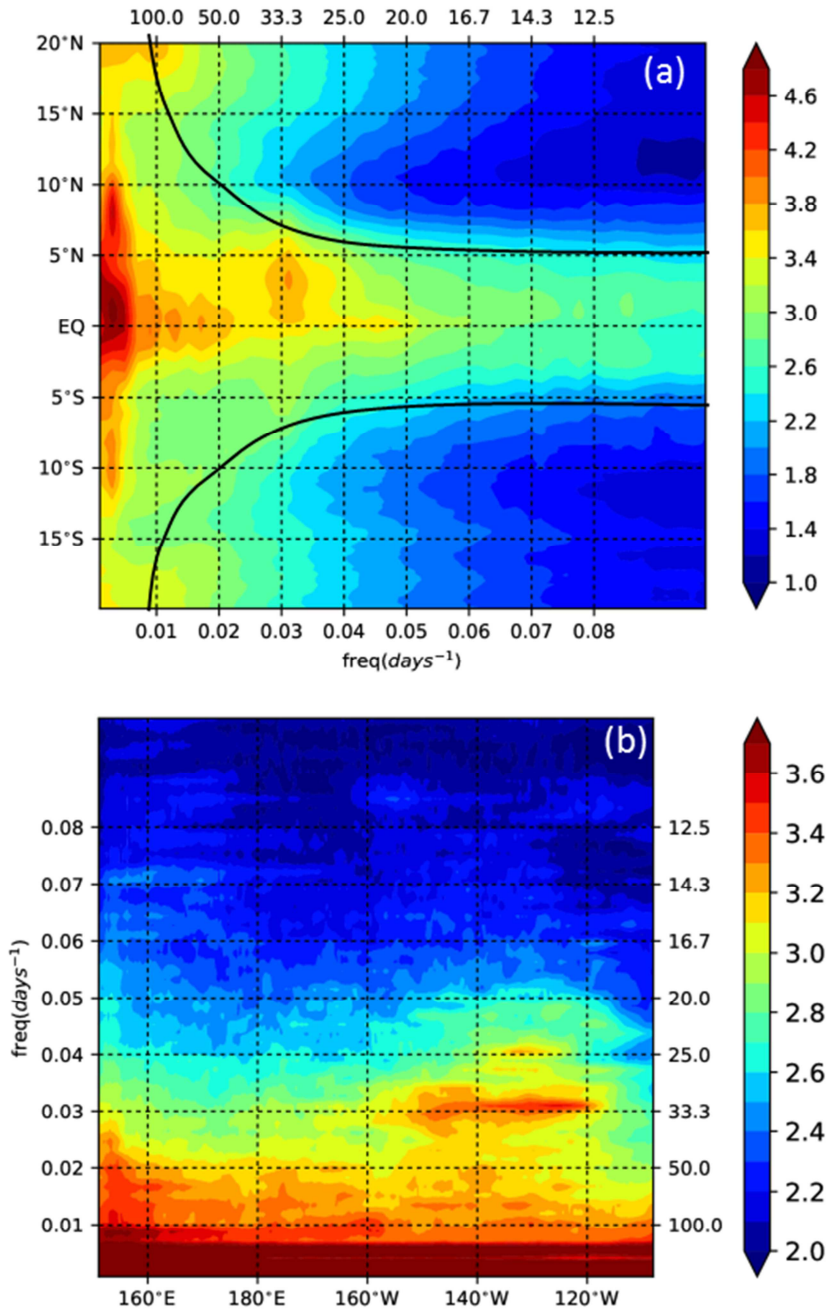 100.0 50.0 33.3 25.0 20.0 16.7 14.3 12.5
20°N
15°N
10°N
5°N
EQ
5°S
10°S
15°S
(a)
4.6
4.2
3.8
3.4
3.0
2.6
2.2
1.8
1.4
1.0
0.01 0.02 0.03 0.04 0.05 0.06 0.07 0.08
freq(days⁻¹)
(b)
freq(days⁻¹)
0.08
0.07
0.06
0.05
0.04
0.03
0.02
0.01
12.5
14.3
16.7
20.0
25.0
33.3
50.0
100.0
3.6
3.4
3.2
3.0
2.8
2.6
2.4
2.2
2.0
160°E 180°E 160°W 140°W 120°W